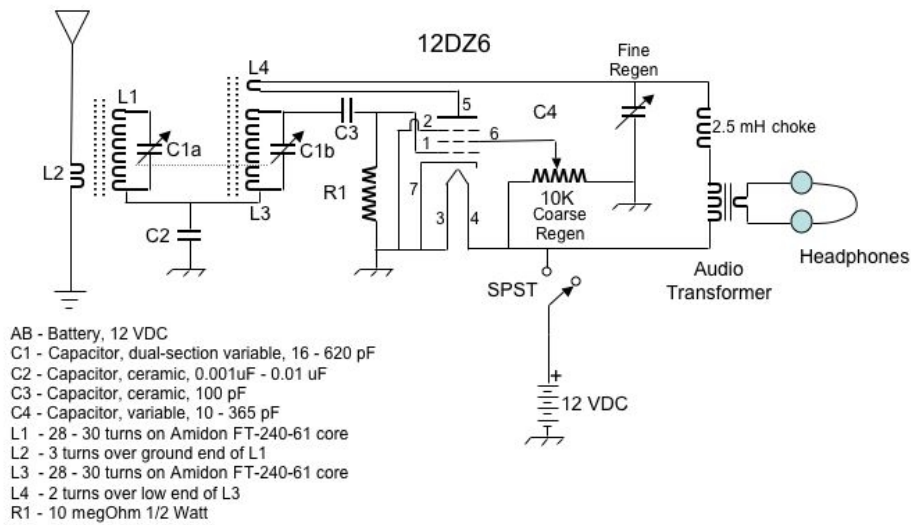 12DZ6
Fine
Regen
L4
5
C4
L1
2
6
2.5 mH choke
C3
1
C1a
C1b
L2
R1
7
10K
Coarse
Regen
3
4
L3
C2
SPST
Audio
Transformer
Headphones
+
12 VDC
AB - Battery, 12 VDC
C1 - Capacitor, dual-section variable, 16 - 620 pF
C2 - Capacitor, ceramic, 0.001uF - 0.01 uF
C3 - Capacitor, ceramic, 100 pF
C4 - Capacitor, variable, 10 - 365 pF
L1 - 28 - 30 turns on Amidon FT-240-61 core
L2 - 3 turns over ground end of L1
L3 - 28 - 30 turns on Amidon FT-240-61 core
L4 - 2 turns over low end of L3
R1 - 10 megOhm 1/2 Watt